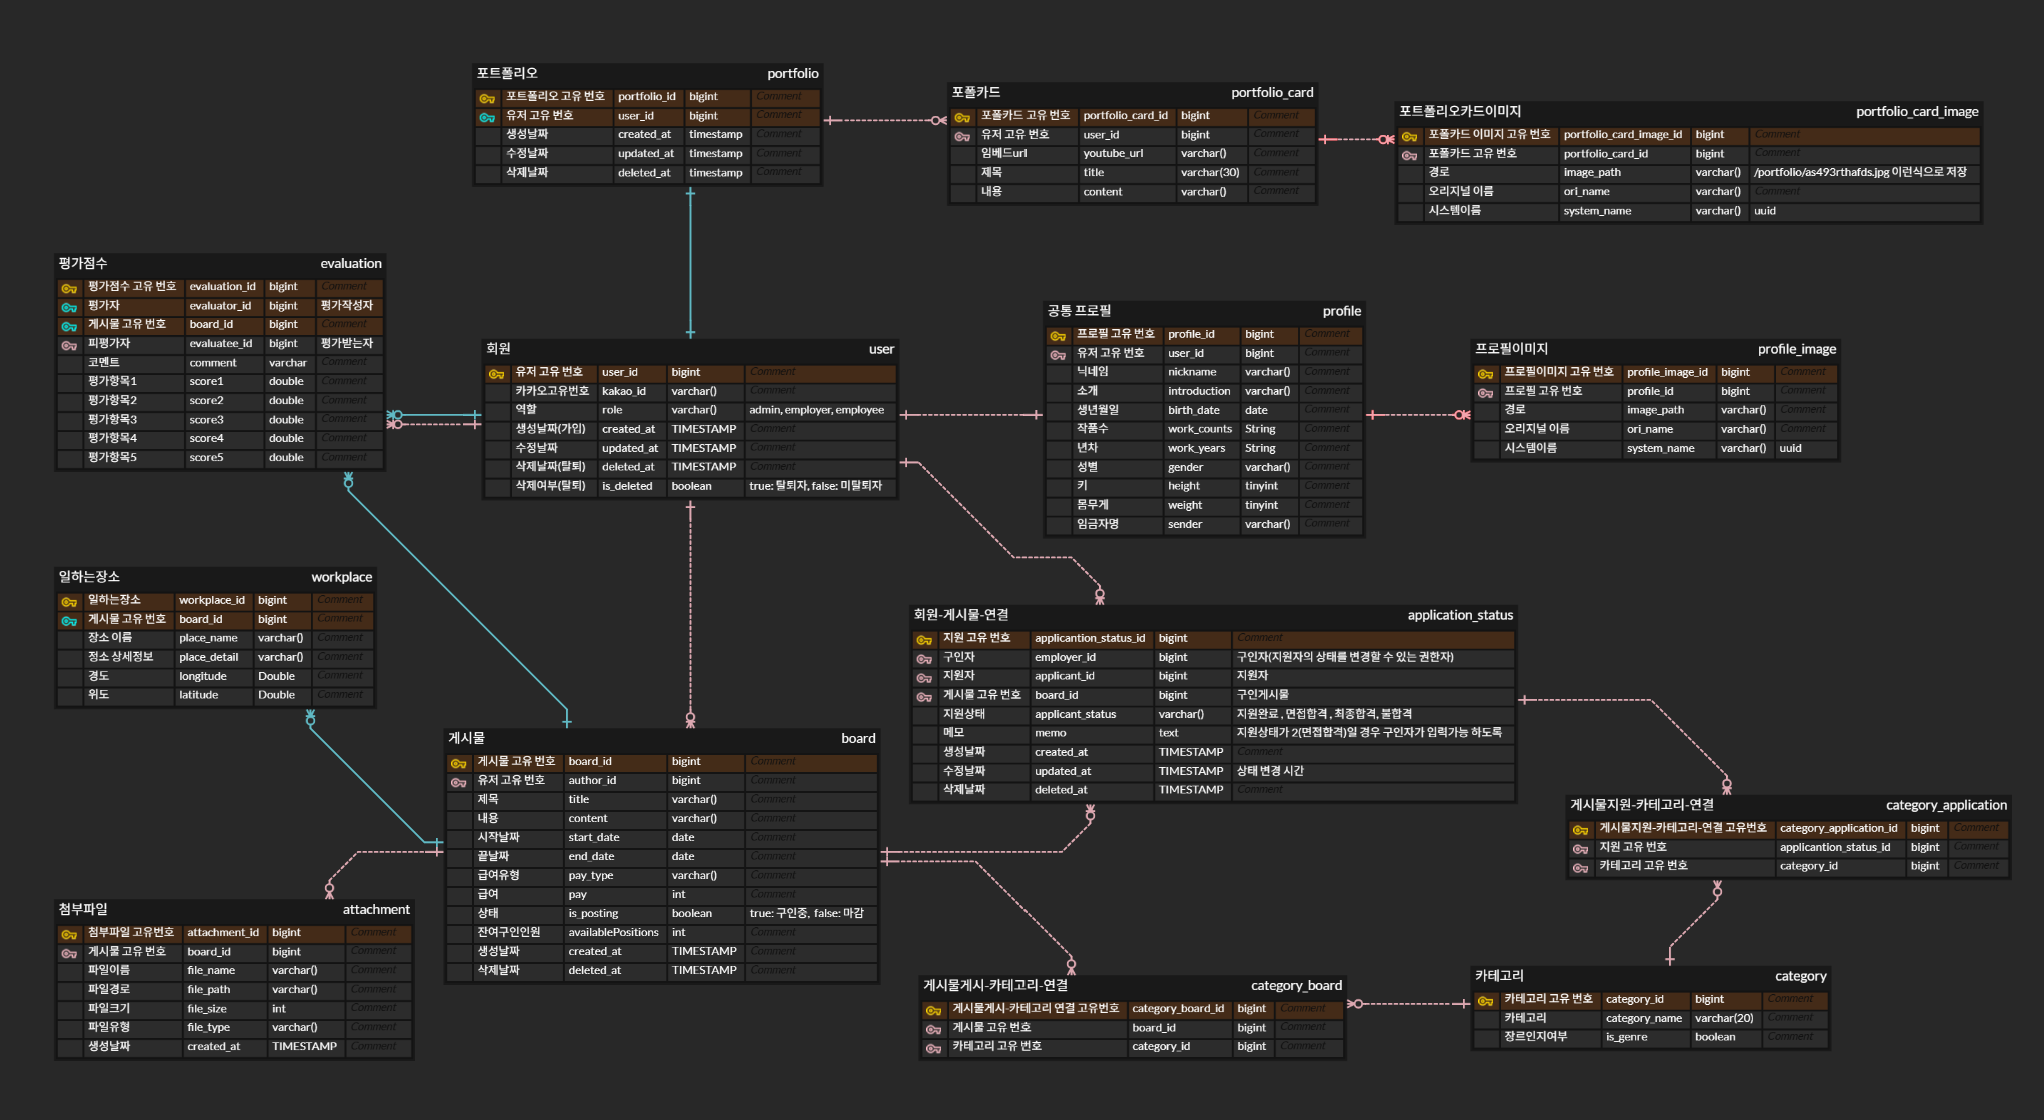 포트폴리오 portfolio
포트폴리오 고유 번호 portfolio_id bigint Comment
유저 고유 번호 user_id bigint Comment
생성날짜 created_at timestamp Comment
수정날짜 updated_at timestamp Comment
삭제날짜 deleted_at timestamp Comment
포폴카드 portfolio_card
포폴카드 고유 번호 portfolio_card_id bigint Comment
유저 고유 번호 user_id bigint Comment
임베드url youtube_url varchar() Comment
제목 title varchar(30) Comment
내용 content varchar() Comment
포트폴리오카드이미지 portfolio_card_image
포폴카드 이미지 고유 번호 portfolio_card_image_id bigint Comment
포폴카드 고유 번호 portfolio_card_id bigint Comment
경로 image_path varchar() /portfolio/as493rthafds.jpg 이런식으로 저장
오리지널 이름 ori_name varchar() Comment
시스템이름 system_name varchar() uuid
평가점수 evaluation
평가점수 고유 번호 evaluation_id bigint Comment
평가자 evaluator_id bigint 평가작성자
게시물 고유 번호 board_id bigint Comment
피평가자 evaluatee_id bigint 평가받는자
코멘트 comment varchar Comment
평가항목1 score1 double Comment
평가항목2 score2 double Comment
평가항목3 score3 double Comment
평가항목4 score4 double Comment
평가항목5 score5 double Comment
회원 user
유저 고유 번호 user_id bigint Comment
카카오고유번호 kakao_id varchar() Comment
역할 role varchar() admin, employer, employee
생성날짜(가입) created_at TIMESTAMP Comment
수정날짜 updated_at TIMESTAMP Comment
삭제날짜(탈퇴) deleted_at TIMESTAMP Comment
삭제여부(탈퇴) is_deleted boolean true: 탈퇴자, false: 미탈퇴자
공통 프로필 profile
프로필 고유 번호 profile_id bigint Comment
유저 고유 번호 user_id bigint Comment
닉네임 nickname varchar() Comment
소개 introduction varchar() Comment
생년월일 birth_date date Comment
작품수 work_counts String Comment
년차 work_years String Comment
성별 gender varchar() Comment
키 height tinyint Comment
몸무게 weight tinyint Comment
입금자명 sender varchar() Comment
프로필이미지 profile_image
프로필이미지 고유 번호 profile_image_id bigint Comment
프로필 고유 번호 profile_id bigint Comment
경로 image_path varchar() Comment
오리지널 이름 ori_name varchar() Comment
시스템이름 system_name varchar() uuid
일하는장소 workplace
일하는장소 workplace_id bigint Comment
게시물 고유 번호 board_id bigint Comment
장소 이름 place_name varchar() Comment
정소 상세정보 place_detail varchar() Comment
경도 longitude Double Comment
위도 latitude Double Comment
회원-게시물-연결 application_status
지원 고유 번호 applicantion_status_id bigint Comment
구인자 employer_id bigint 구인자(지원자의 상태를 변경할 수 있는 권한자)
지원자 applicant_id bigint 지원자
게시물 고유 번호 board_id bigint 구인게시물
지원상태 applicant_status varchar() 지원완료 , 면접합격 , 최종합격, 불합격
메모 memo text 지원상태가 2(면접합격)일 경우 구인자가 입력가능 하도록
생성날짜 created_at TIMESTAMP Comment
수정날짜 updated_at TIMESTAMP 상태 변경 시간
삭제날짜 deleted_at TIMESTAMP Comment
게시물 board
게시물 고유 번호 board_id bigint Comment
유저 고유 번호 author_id bigint Comment
제목 title varchar() Comment
내용 content varchar() Comment
시작날짜 start_date date Comment
끝날짜 end_date date Comment
급여유형 pay_type varchar() Comment
급여 pay int Comment
상태 is_posting boolean true: 구인중, false: 마감
잔여구인인원 availablePositions int Comment
생성날짜 created_at TIMESTAMP Comment
삭제날짜 deleted_at TIMESTAMP Comment
게시물지원-카테고리-연결 category_application
게시물지원-카테고리-연결 고유번호 category_application_id bigint Comment
지원 고유 번호 applicantion_status_id bigint Comment
카테고리 고유 번호 category_id bigint Comment
첨부파일 attachment
첨부파일 고유번호 attachment_id bigint Comment
게시물 고유 번호 board_id bigint Comment
파일이름 file_name varchar() Comment
파일경로 file_path varchar() Comment
파일크기 file_size int Comment
파일유형 file_type varchar() Comment
생성날짜 created_at TIMESTAMP Comment
게시물게시-카테고리-연결 category_board
게시물게시-카테고리 연결 고유번호 category_board_id bigint Comment
게시물 고유 번호 board_id bigint Comment
카테고리 고유 번호 category_id bigint Comment
카테고리 category
카테고리 고유 번호 category_id bigint Comment
카테고리 category_name varchar(20) Comment
장르인지여부 is_genre boolean Comment